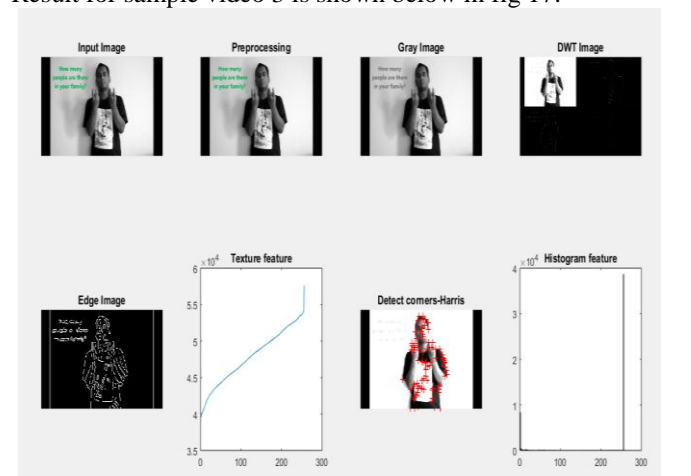 Result for sample video 3 is shown below in fig 17.
Input Image
Preprocessing
Gray Image
DWT Image
How many
people are there
in your family?
How many
people are there
in your family?
How many
people are there
in your family?
Edge Image
×10⁴ Texture feature
6
5.5
5
4.5
4
3.5
0 100 200 300
Detect corners-Harris
×10⁴ Histogram feature
4
3
2
1
0
0 100 200 300